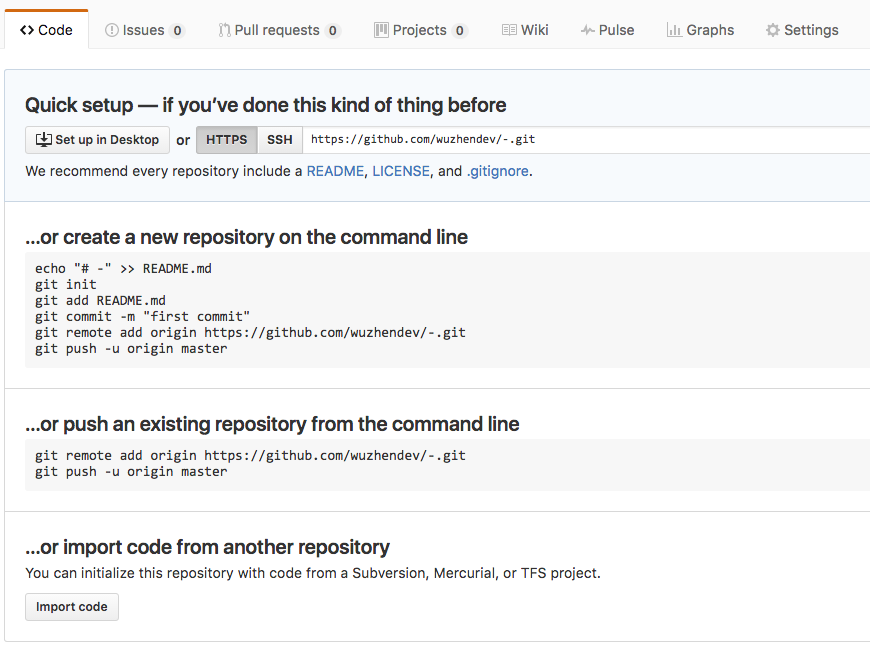 <> Code Issues 0 Pull requests 0 Projects 0 Wiki Pulse Graphs Settings
Quick setup — if you’ve done this kind of thing before
Set up in Desktop or HTTPS SSH https://github.com/wuzhendev/-.git
We recommend every repository include a README, LICENSE, and .gitignore.
…or create a new repository on the command line
echo "# -" >> README.md
git init
git add README.md
git commit -m "first commit"
git remote add origin https://github.com/wuzhendev/-.git
git push -u origin master
…or push an existing repository from the command line
git remote add origin https://github.com/wuzhendev/-.git
git push -u origin master
…or import code from another repository
You can initialize this repository with code from a Subversion, Mercurial, or TFS project.
Import code